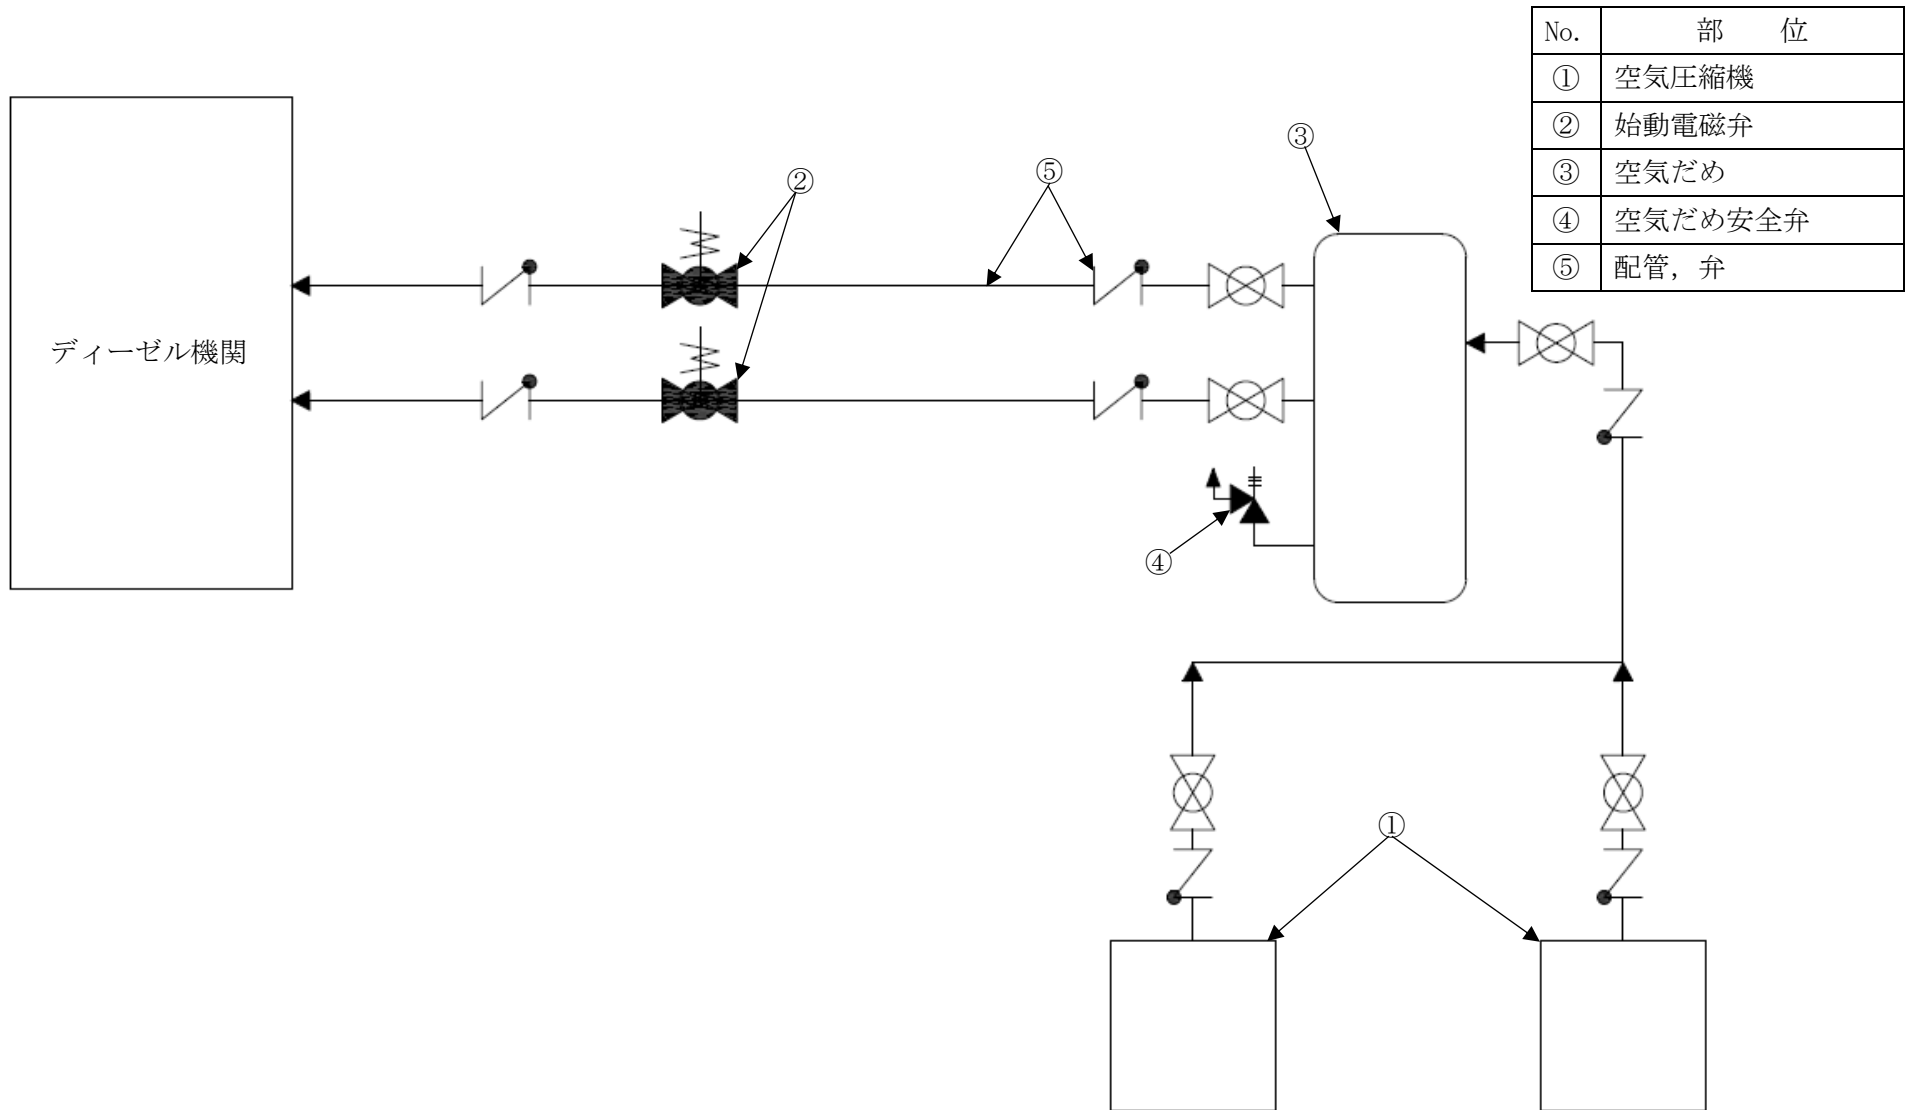 No. 部 位
① 空気圧縮機
② 始動電磁弁
③ 空気だめ
④ 空気だめ安全弁
⑤ 配管，弁
③
⑤
②
ディーゼル機関
④
①